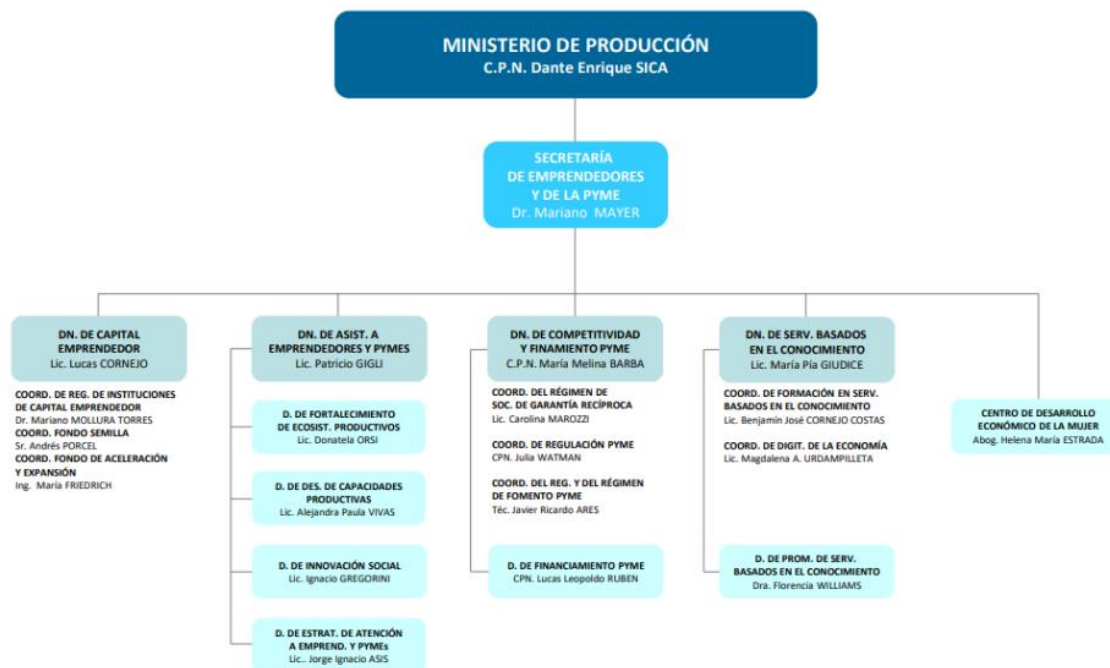 MINISTERIO DE PRODUCCIÓN
C.P.N. Dante Enrique SICA
SECRETARÍA
DE EMPRENDEDORES
Y DE LA PYME
Dr. Mariano MAYER
DN. DE CAPITAL
EMPRENDEDOR
Lic. Lucas CORNEJO
COORD. DE REG. DE INSTITUCIONES
DE CAPITAL EMPRENDEDOR
Dr. Mariano MOLLURA TORRES
COORD. FONDO SEMILLA
Sr. Andrés PORCEL
COORD. FONDO DE ACELERACIÓN
Y EXPANSIÓN
Ing. María FRIEDRICH
DN. DE ASIST. A
EMPRENDEDORES Y PYMES
Lic. Patricio GIGLI
D. DE FORTALECIMIENTO
DE ECOSIST. PRODUCTIVOS
Lic. Donatela ORSI
D. DE DES. DE CAPACIDADES
PRODUCTIVAS
Lic. Alejandra Paula VIVAS
D. DE INNOVACIÓN SOCIAL
Lic. Ignacio GREGORINI
D. DE ESTRAT. DE ATENCIÓN
A EMPREND. Y PYMEs
Lic.. Jorge Ignacio ASIS
DN. DE COMPETITIVIDAD
Y FINAMIENTO PYME
C.P.N. María Melina BARBA
COORD. DEL RÉGIMEN DE
SOC. DE GARANTÍA RECÍPROCA
Lic. Carolina MAROZZI
COORD. DE REGULACIÓN PYME
CPN. Julia WATMAN
COORD. DEL REG. Y DEL RÉGIMEN
DE FOMENTO PYME
Téc. Javier Ricardo ARES
D. DE FINANCIAMIENTO PYME
CPN. Lucas Leopoldo RUBEN
DN. DE SERV. BASADOS
EN EL CONOCIMIENTO
Lic. María Pía GIUDICE
COORD. DE FORMACIÓN EN SERV.
BASADOS EN EL CONOCIMIENTO
Lic. Benjamín José CORNEJO COSTAS
COORD. DE DIGIT. DE LA ECONOMÍA
Lic. Magdalena A. URDAMPILLETA
D. DE PROM. DE SERV.
BASADOS EN EL CONOCIMIENTO
Dra. Florencia WILLIAMS
CENTRO DE DESARROLLO
ECONÓMICO DE LA MUJER
Abog. Helena María ESTRADA